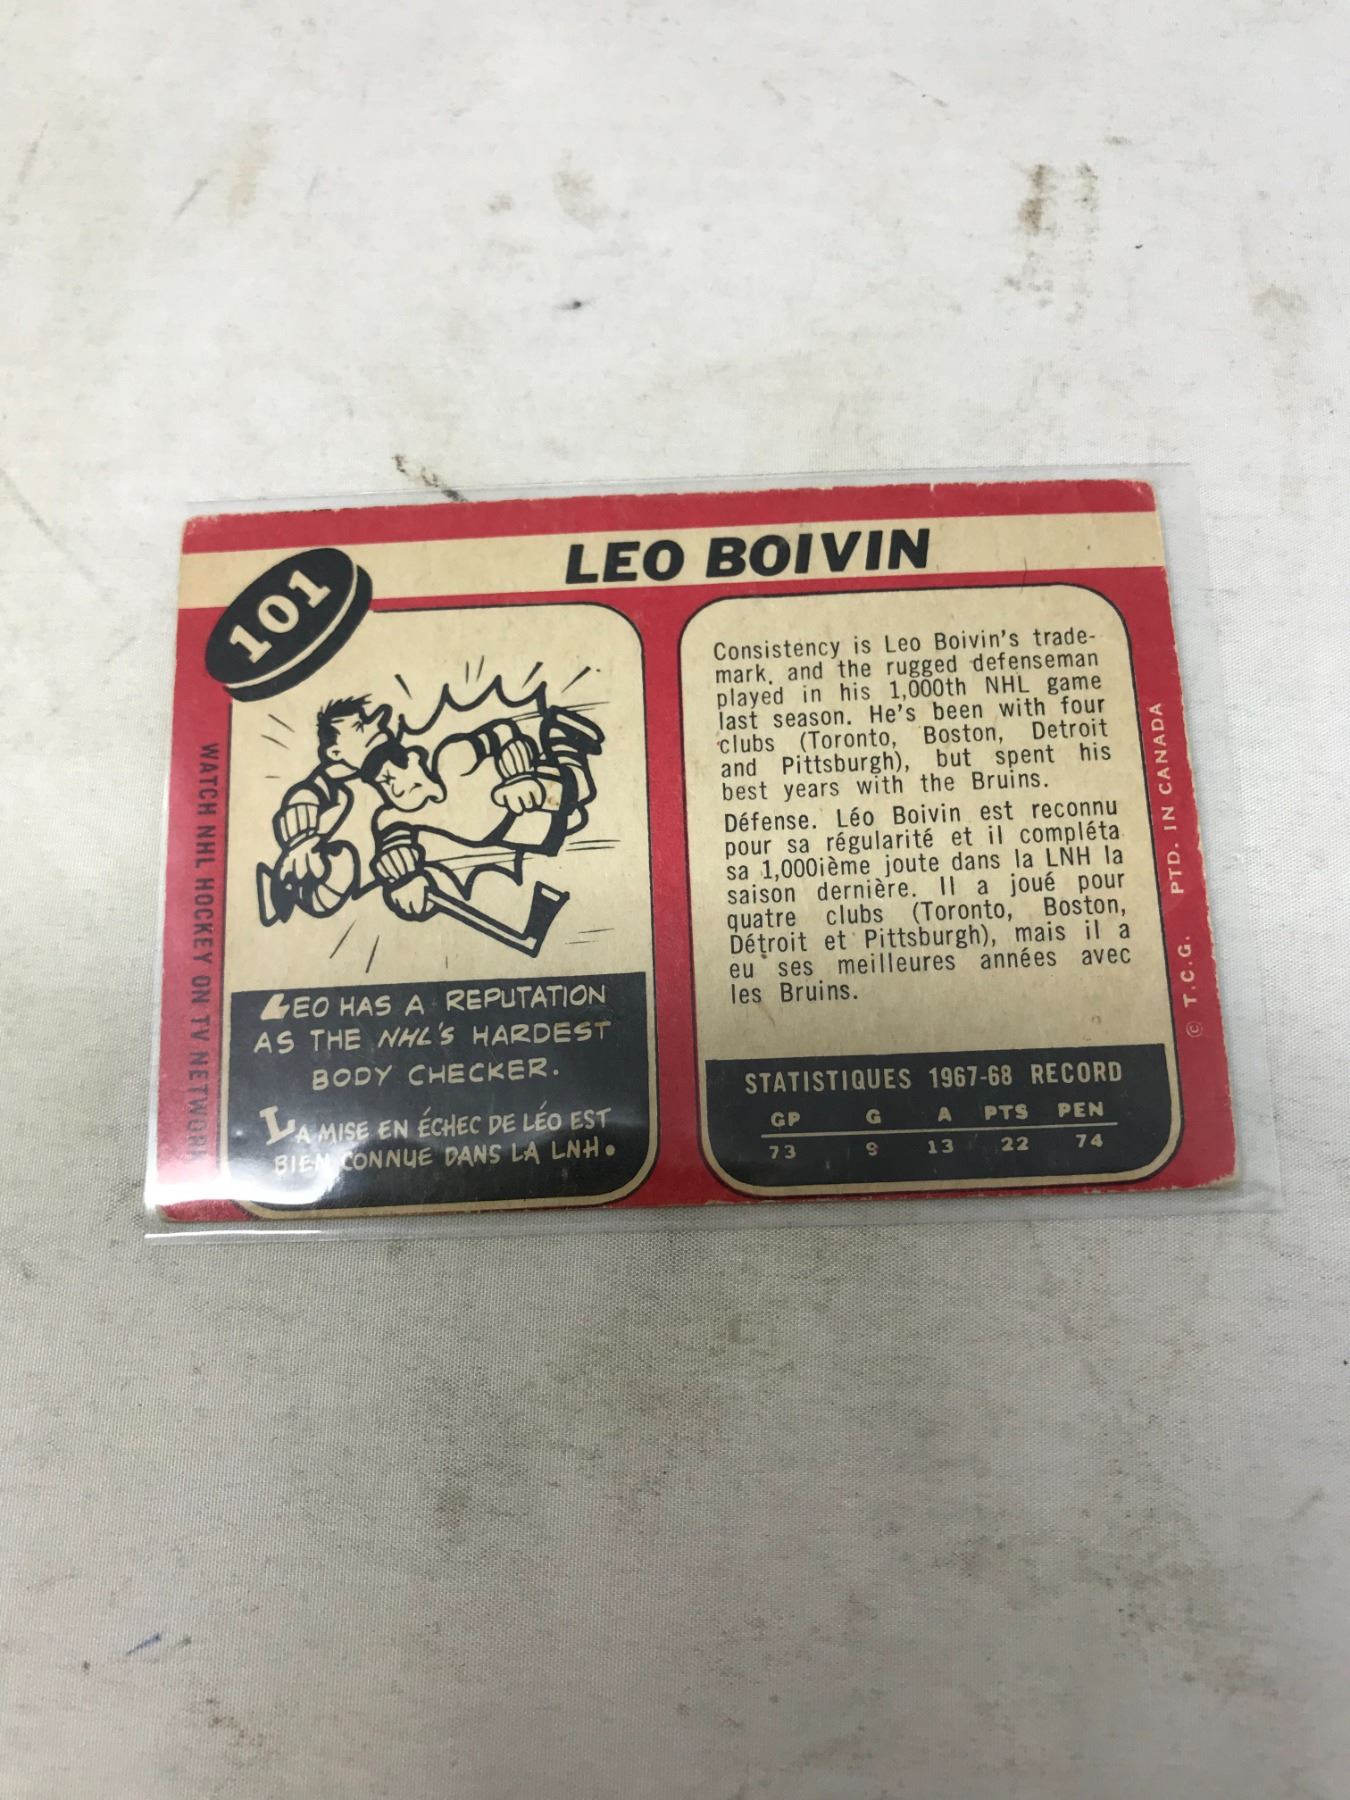 LEO BOIVIN
101
WATCH NHL HOCKEY ON TV NETWORK
LEO HAS A REPUTATION
AS THE NHL'S HARDEST
BODY CHECKER.
LA MISE EN ÉCHEC DE LÉO EST
BIEN CONNUE DANS LA LNH.
Consistency is Leo Boivin's trade-
mark, and the rugged defenseman
played in his 1,000th NHL game
last season. He's been with four
clubs (Toronto, Boston, Detroit
and Pittsburgh), but spent his
best years with the Bruins.
Défense. Léo Boivin est reconnu
pour sa régularité et il compléta
sa 1,000ième joute dans la LNH la
saison dernière. Il a joué pour
quatre clubs (Toronto, Boston,
Détroit et Pittsburgh), mais il a
eu ses meilleures années avec
les Bruins.
STATISTIQUES 1967-68 RECORD
GP G A PTS PEN
73 9 13 22 74
© T.C.G. PTD. IN CANADA